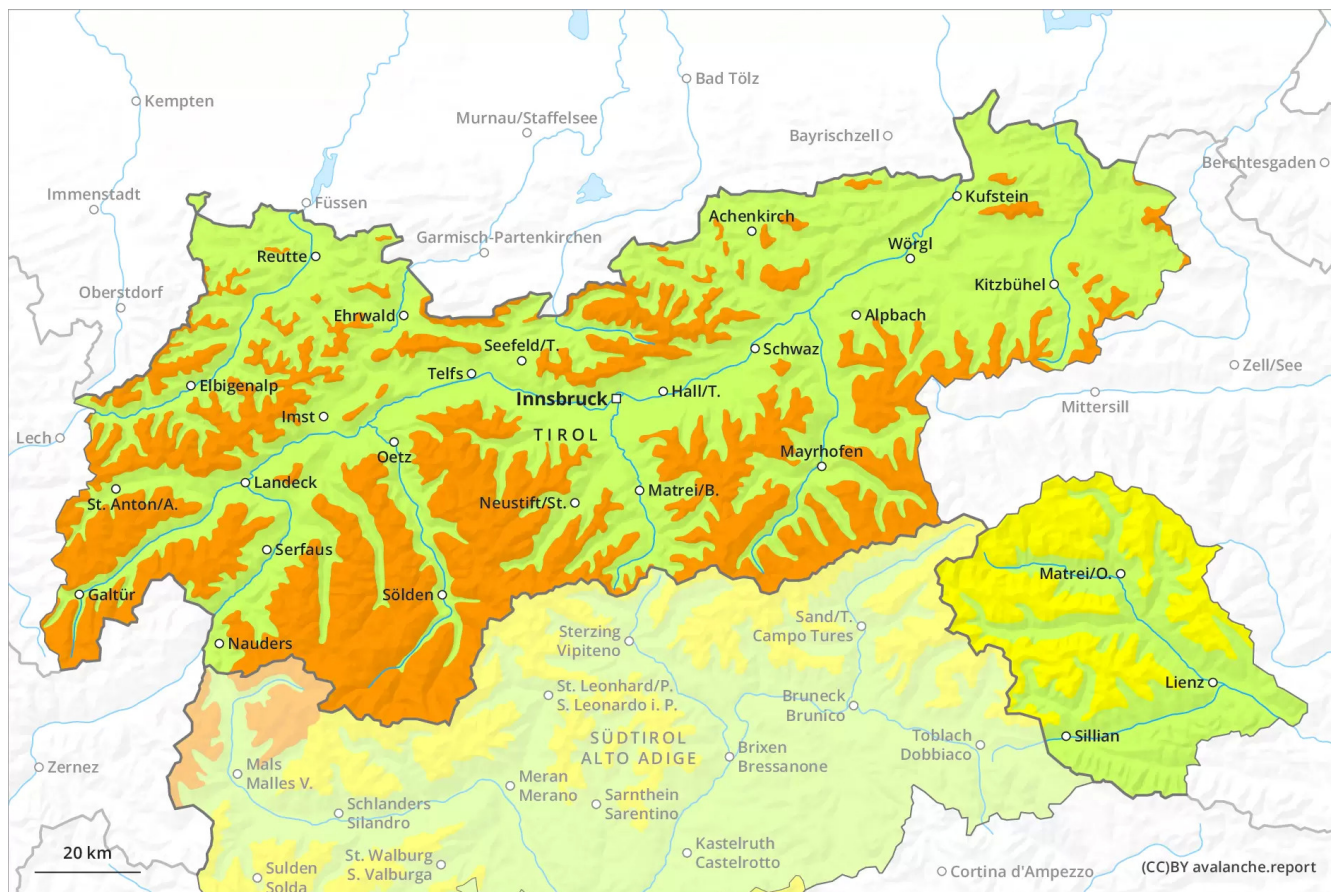 Bad Tölz
Kempten
Murnau/Staffelsee
Bayrischzell
Berchtesgaden
Immenstadt
Füssen
Kufstein
Achenkirch
Garmisch-Partenkirchen
Wörgl
Reutte
Oberstdorf
Kitzbühel
Ehrwald
Alpbach
Seefeld/T.
Schwaz
Telfs
Zell/See
Elbigenalp
Hall/T.
Innsbruck
Mittersill
Imst
Lech
TIROL
Oetz
Mayrhofen
Landeck
Matrei/B.
St. Anton/A.
Neustift/St.
Serfaus
Matrei/O.
Galtür
Sölden
Sand/T.
Campo Tures
Sterzing
Vipiteno
Nauders
Lienz
St. Leonhard/P.
S. Leonardo i. P.
Bruneck
Brunico
Sillian
SÜDTIROL
ALTO ADIGE
Toblach
Dobbiaco
Brixen
Bressanone
Zernez
Mals
Malles V.
Meran
Merano
Sarnthein
Sarentino
Schlanders
Silandro
Kastelruth
Castelrotto
20 km
St. Walburg
S. Valburga
Sulden
Solda
Cortina d'Ampezzo
(CC)BY avalanche.report